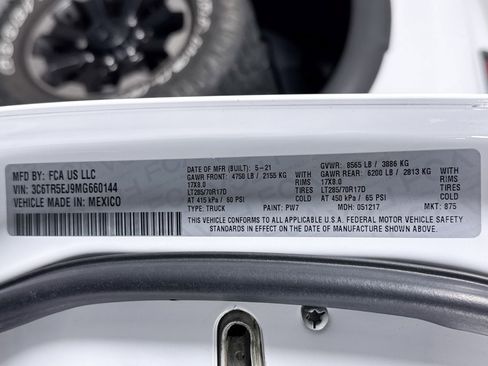 MFD BY: FCA US LLC
VIN: 3C6TR5EJ9MG660144
VEHICLE MADE IN: MEXICO
DATE OF MFR (BUILT): 5-21 GVWR: 8565 LB / 3886 KG
GAWR FRONT: 4750 LB / 2155 KG WITH GAWR REAR: 6200 LB / 2813 KG WITH
17X8.0 RIMS 17X8.0 RIMS
LT285/70R17D TIRES LT285/70R17D TIRES
AT 415 kPa / 60 PSI COLD AT 450 kPa / 65 PSI COLD
TYPE: TRUCK PAINT: PW7 MDH: 051217 MKT: 875
THIS VEHICLE CONFORMS TO ALL APPLICABLE U.S.A. FEDERAL MOTOR VEHICLE SAFETY
STANDARDS IN EFFECT ON THE DATE OF MANUFACTURE SHOWN ABOVE